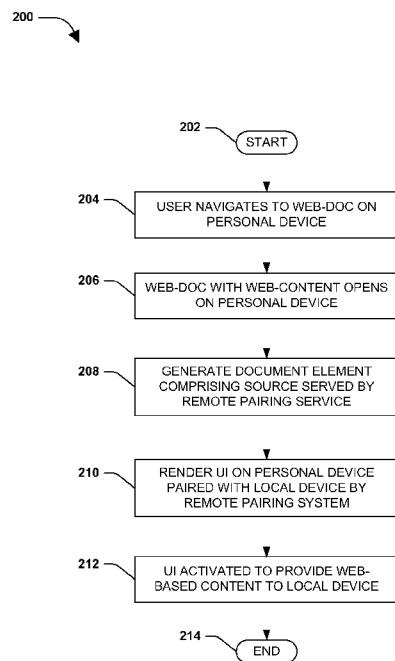 200
202
START
204
USER NAVIGATES TO WEB-DOC ON
PERSONAL DEVICE
206
WEB-DOC WITH WEB-CONTENT OPENS
ON PERSONAL DEVICE
208
GENERATE DOCUMENT ELEMENT
COMPRISING SOURCE SERVED BY
REMOTE PAIRING SERVICE
210
RENDER UI ON PERSONAL DEVICE
PAIRED WITH LOCAL DEVICE BY
REMOTE PAIRING SYSTEM
212
UI ACTIVATED TO PROVIDE WEB-
BASED CONTENT TO LOCAL DEVICE
214
END